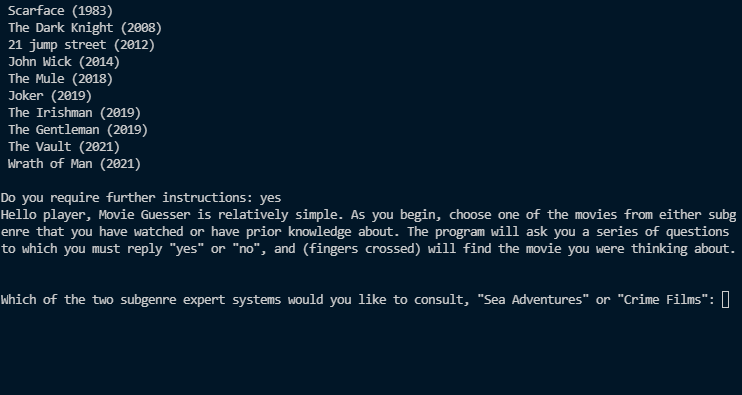 Scarface (1983)
The Dark Knight (2008)
21 jump street (2012)
John Wick (2014)
The Mule (2018)
Joker (2019)
The Irishman (2019)
The Gentleman (2019)
The Vault (2021)
Wrath of Man (2021)
Do you require further instructions: yes
Hello player, Movie Guesser is relatively simple. As you begin, choose one of the movies from either subg
enre that you have watched or have prior knowledge about. The program will ask you a series of questions
to which you must reply "yes" or "no", and (fingers crossed) will find the movie you were thinking about.
Which of the two subgenre expert systems would you like to consult, "Sea Adventures" or "Crime Films":